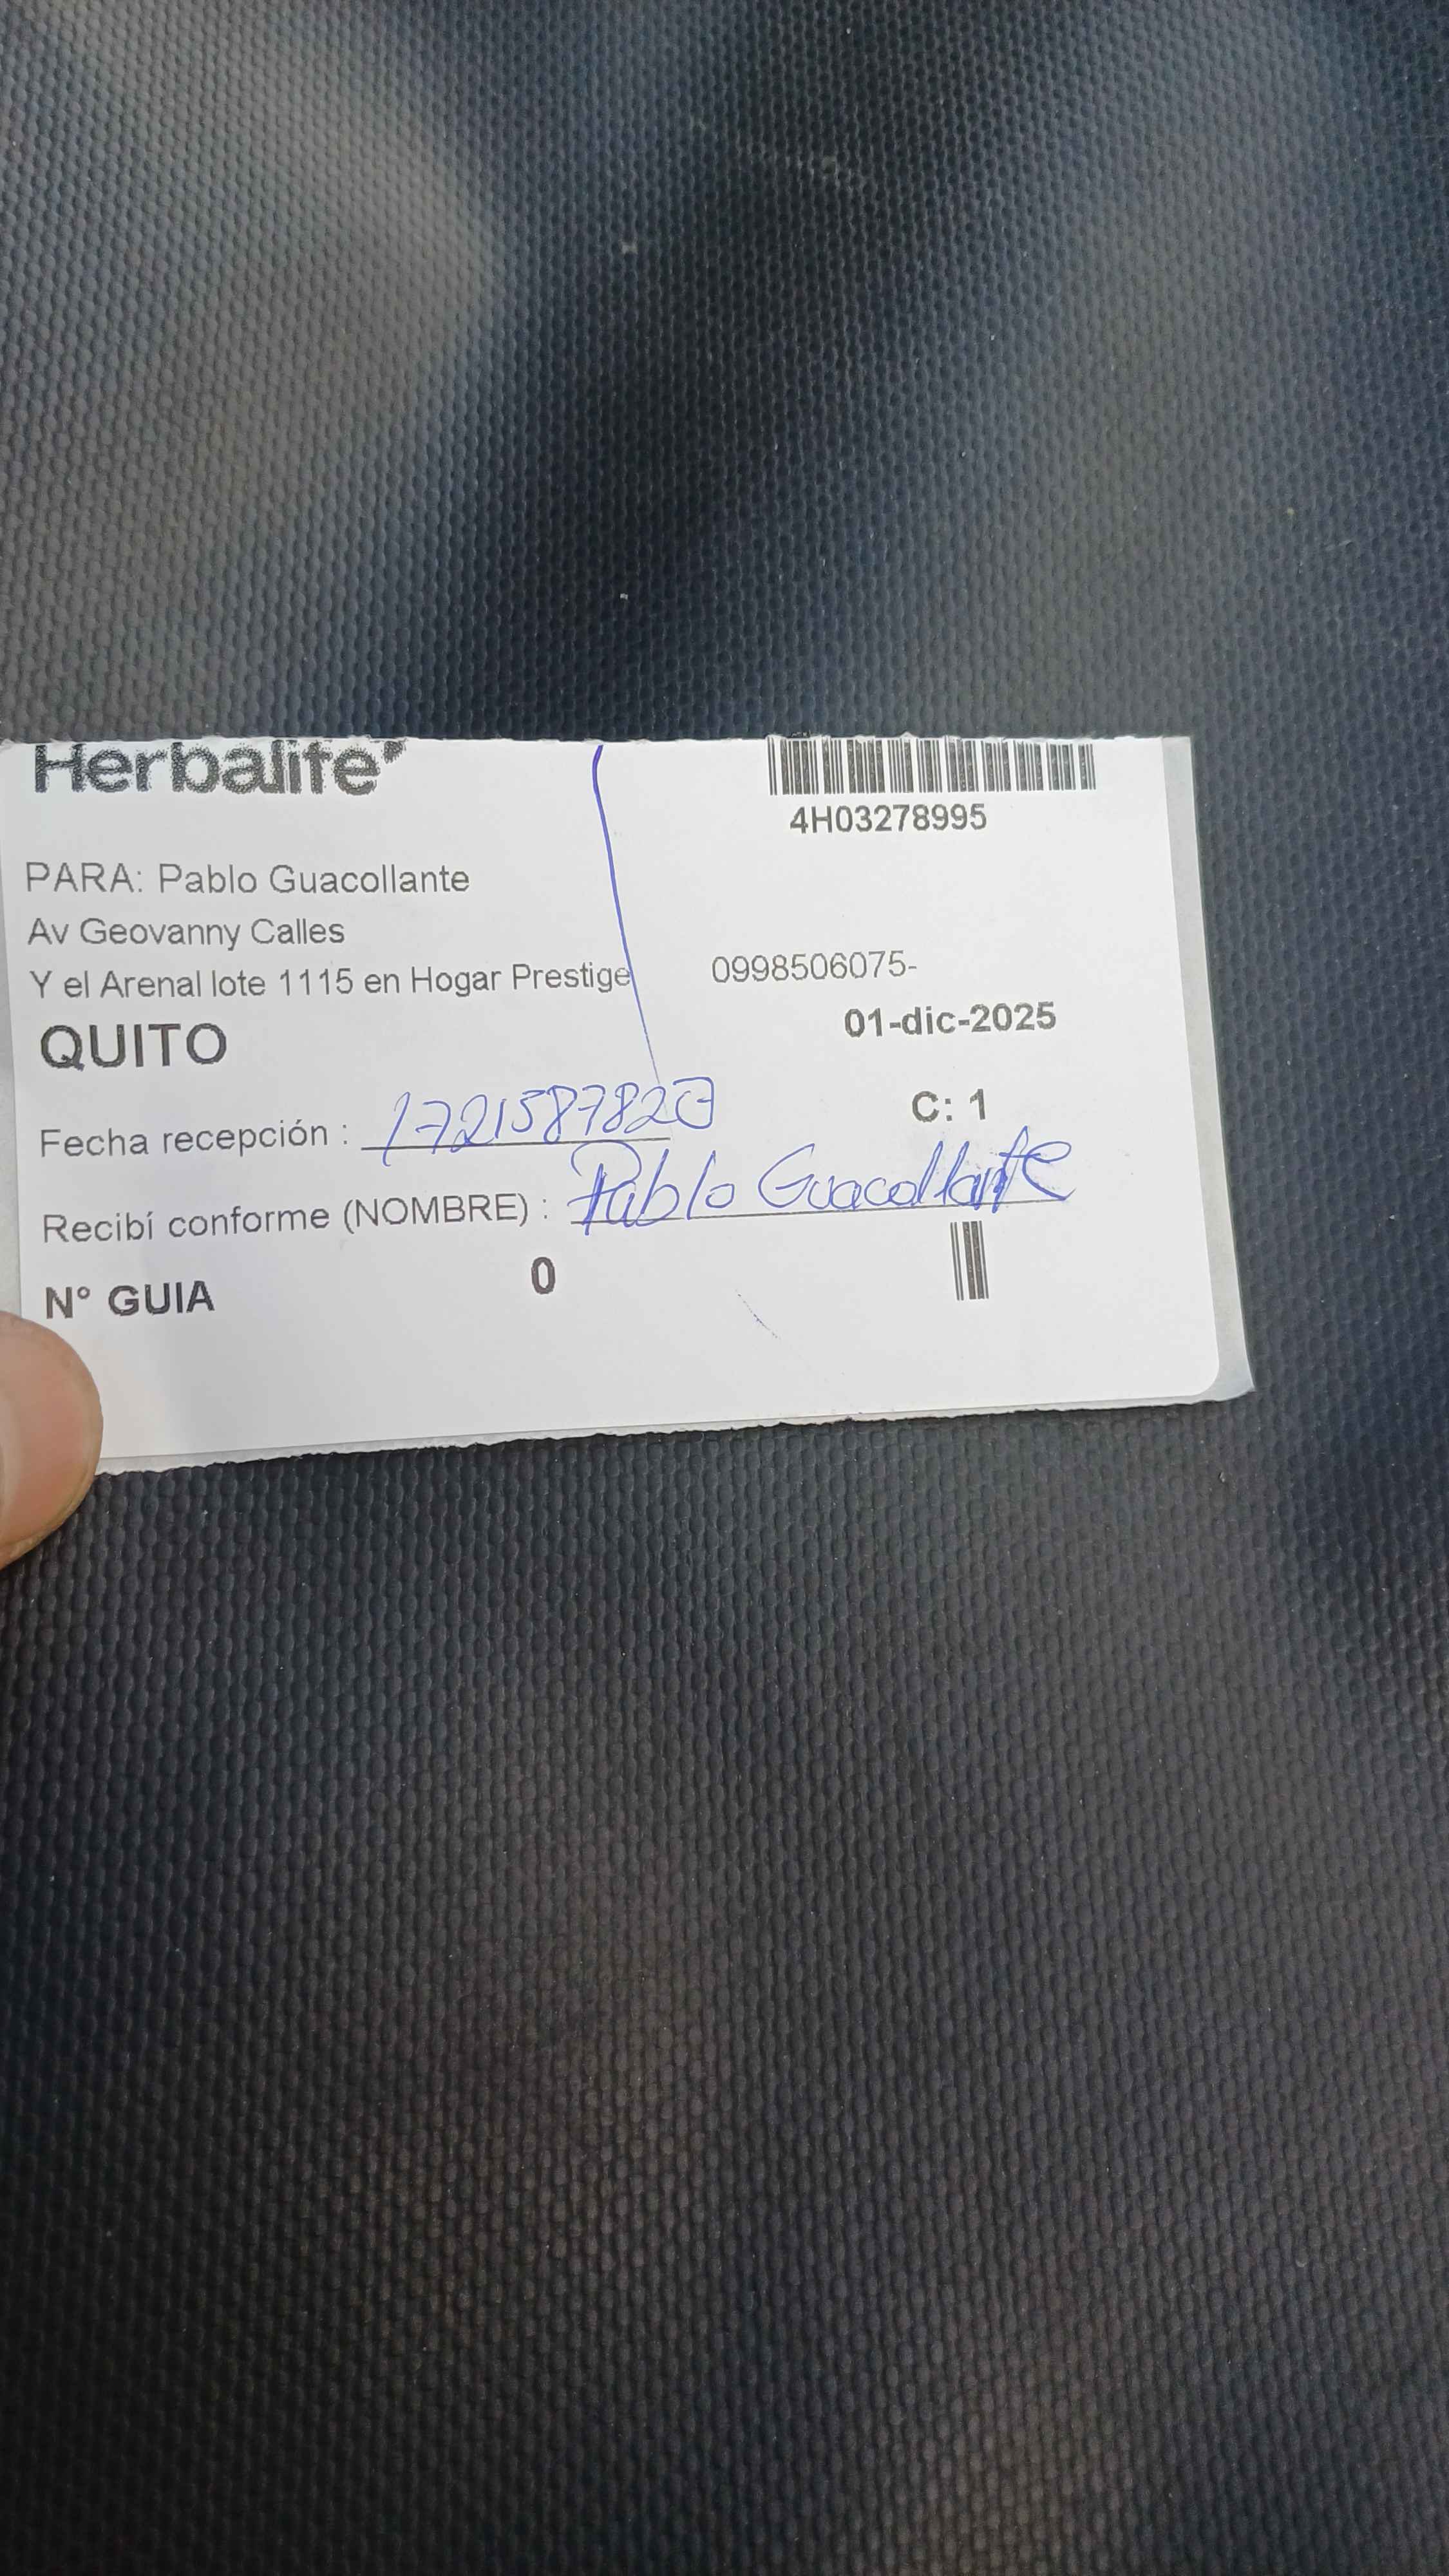 Herbalife
4H03278995
PARA: Pablo Guacollante
Av Geovanny Calles
Y el Arenal lote 1115 en Hogar Prestige 0998506075-
QUITO 01-dic-2025
C: 1
Fecha recepción :
Recibí conforme (NOMBRE) : Pablo Guacollante
N° GUIA 0